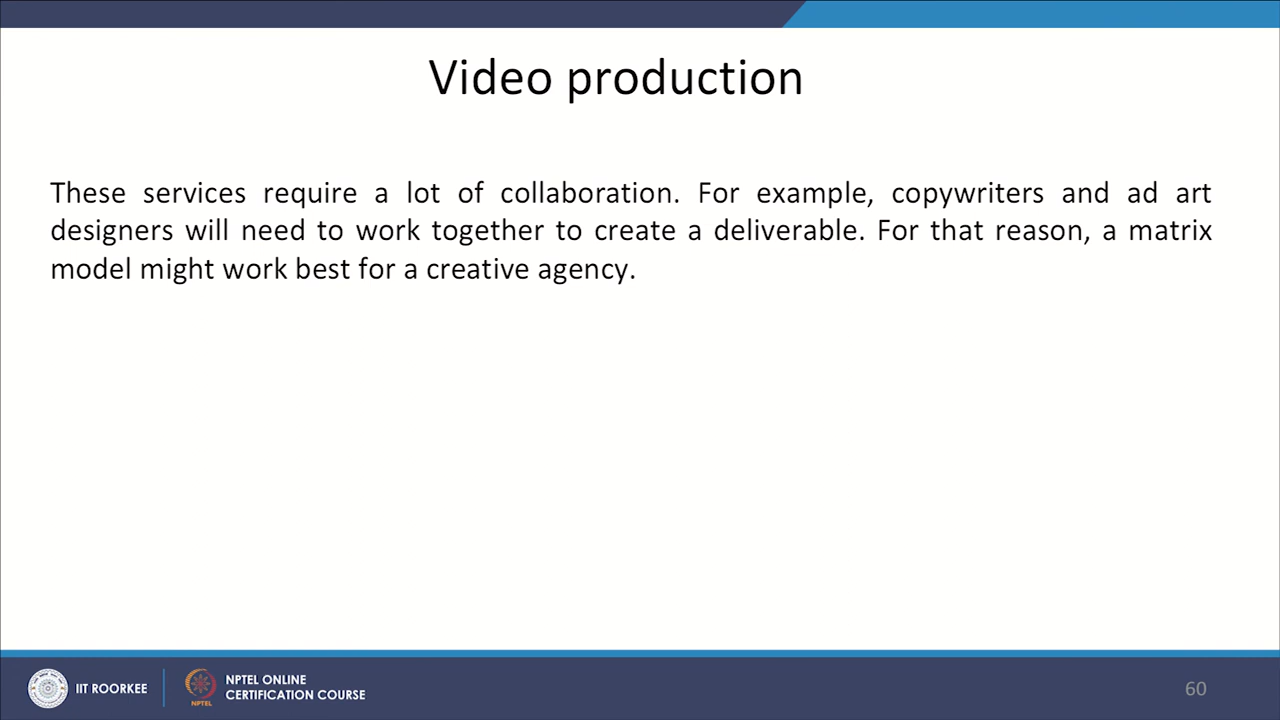 Video production
These services require a lot of collaboration. For example, copywriters and ad art
designers will need to work together to create a deliverable. For that reason, a matrix
model might work best for a creative agency.
IIT ROORKEE
NPTEL
NPTEL ONLINE
CERTIFICATION COURSE
60